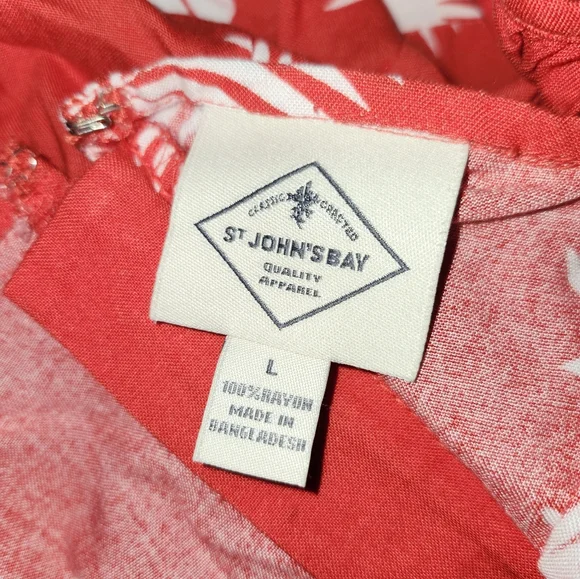 CLASSIC CRAFTED
ST JOHN'S BAY
QUALITY
APPAREL
L
100% RAYON
MADE IN
BANGLADESH